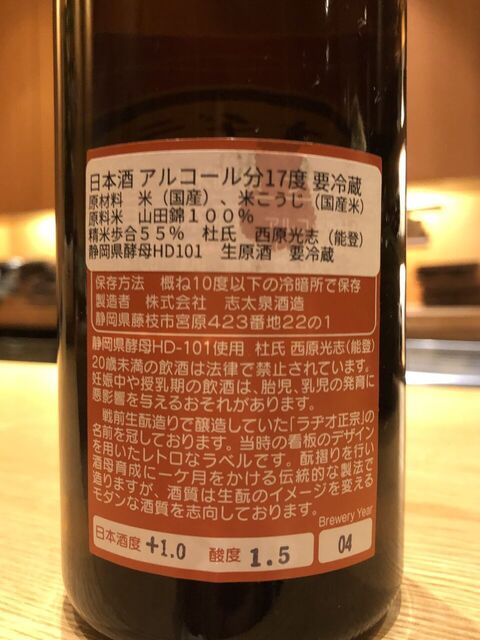 日本酒 アルコール分17度 要冷蔵
原材料 米（国産）、米こうじ（国産米）
原料米 山田錦１００％
精米歩合５５％ 杜氏 西原光志（能登）
静岡県酵母HD101 生原酒 要冷蔵
保存方法 概ね10度以下の冷暗所で保存
製造者 株式会社 志太泉酒造
静岡県藤枝市宮原423番地22の1
静岡県酵母HD-101使用 杜氏 西原光志（能登）
20歳未満の飲酒は法律で禁止されています。
妊娠中や授乳期の飲酒は、胎児、乳児の発育に
悪影響を与えるおそれがあります。
戦前生酛造りで醸造していた「ラヂオ正宗」の
名前を冠しております。当時の看板のデザイン
を用いたレトロなラベルです。酛摺りを行い
酒母育成に一ケ月をかける伝統的な製法で
造りますが、酒質は生酛のイメージを変える
モダンな酒質を志向しております。
Brewery Year
日本酒度 +1.0 酸度 1.5 04